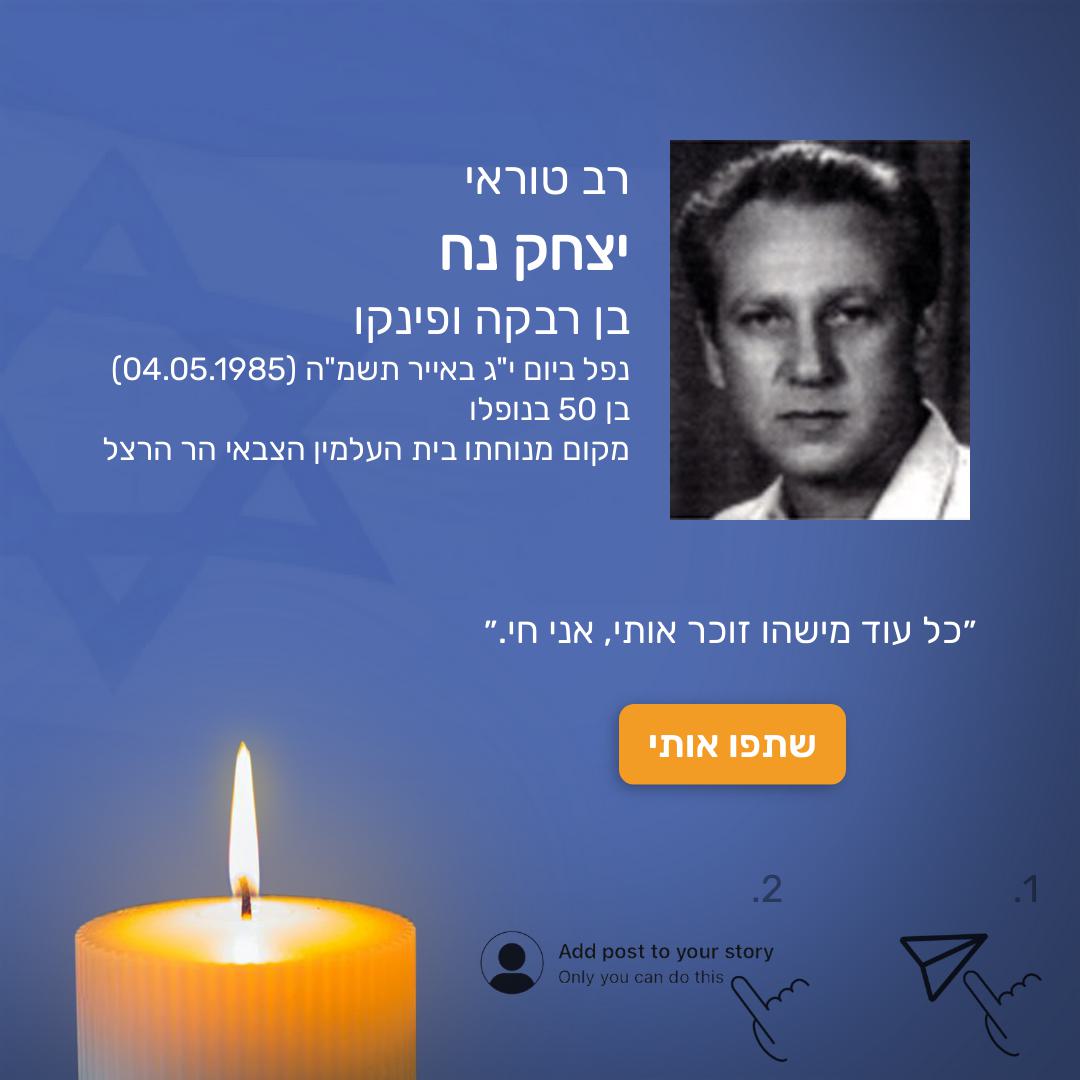 רב טוראי
יצחק נח
בן רבקה ופינקו
נפל ביום י"ג באייר תשמ"ה (04.05.1985)
בן 50 בנופלו
מקום מנוחתו בית העלמין הצבאי הר הרצל
״כל עוד מישהו זוכר אותי, אני חי.״
שתפו אותי
1.
2.
Add post to your story
Only you can do this